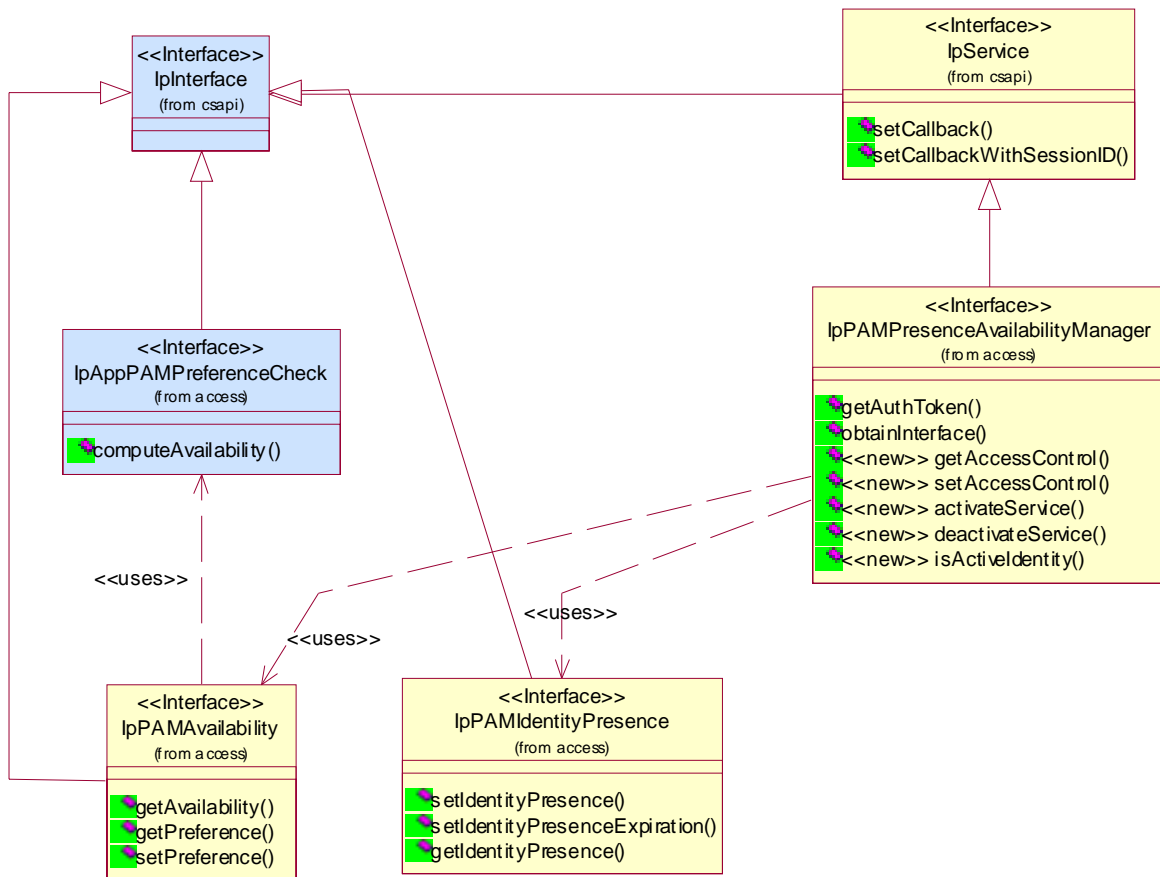 <<Interface>>
IpInterface
(from csapi)
<<Interface>>
IpService
(from csapi)
setCallback()
setCallbackWithSessionID()
<<Interface>>
IpAppPAMPreferenceCheck
(from access)
computeAvailability()
<<Interface>>
IpPAMPresenceAvailabilityManager
(from access)
getAuthToken()
obtainInterface()
<<new>> getAccessControl()
<<new>> setAccessControl()
<<new>> activateService()
<<new>> deactivateService()
<<new>> isActiveIdentity()
<<uses>>
<<uses>>
<<uses>>
<<Interface>>
IpPAMAvailability
(from access)
getAvailability()
getPreference()
setPreference()
<<Interface>>
IpPAMIdentityPresence
(from access)
setIdentityPresence()
setIdentityPresenceExpiration()
getIdentityPresence()